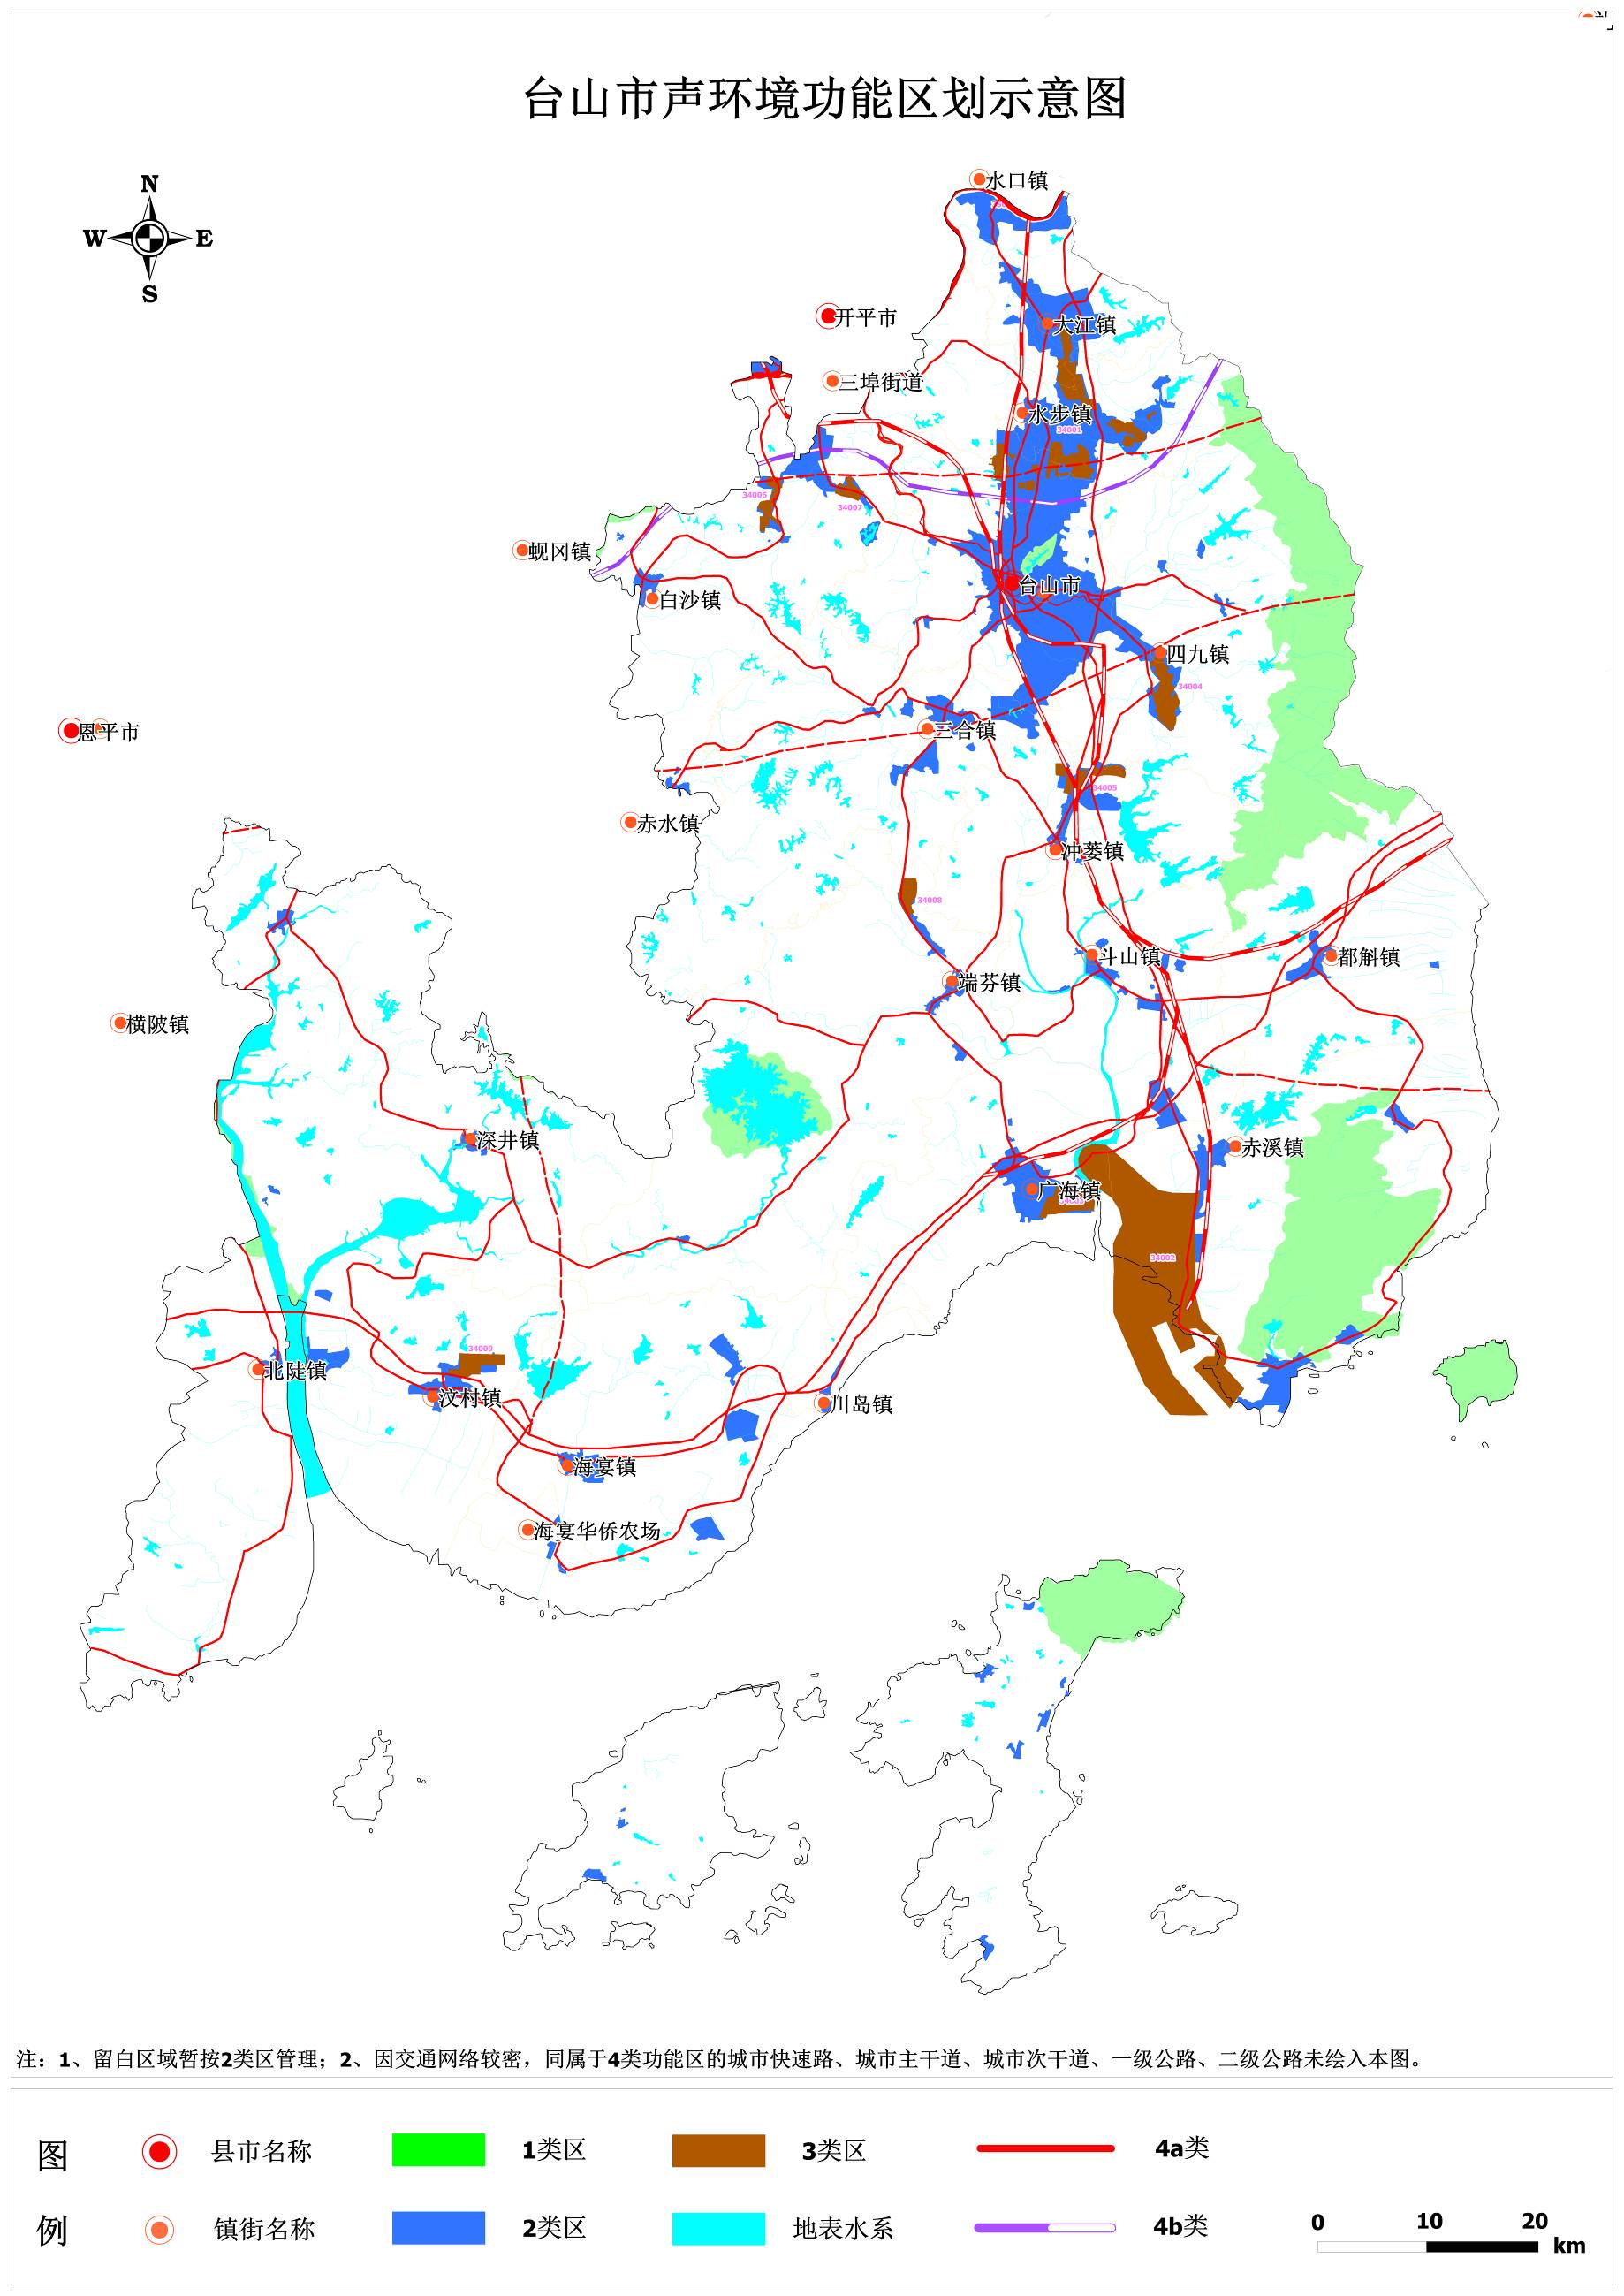 台山市声环境功能区划示意图
N
W
E
S
水口镇
开平市
大江镇
三埠街道
水步镇
34001
34006
34007
蚬冈镇
台山市
白沙镇
四九镇
34004
恩平市
三合镇
34005
赤水镇
冲蒌镇
34008
斗山镇
都斛镇
端芬镇
横陂镇
深井镇
赤溪镇
广海镇
34002
34009
北陡镇
汶村镇
川岛镇
海宴镇
海宴华侨农场
注：1、留白区域暂按2类区管理；2、因交通网络较密，同属于4类功能区的城市快速路、城市主干道、城市次干道、一级公路、二级公路未绘入本图。
图例
县市名称
1类区
3类区
4a类
镇街名称
2类区
地表水系
4b类
0 10 20
km